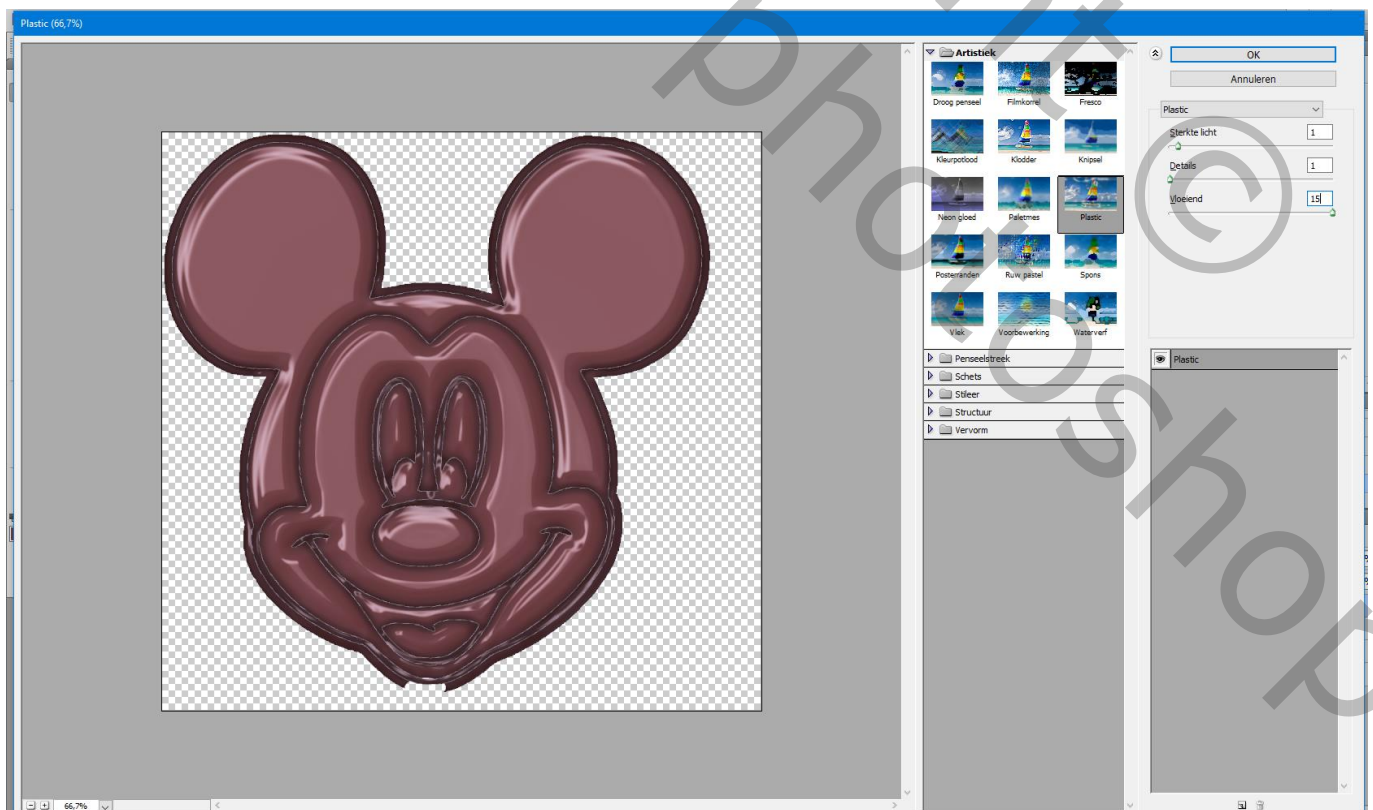 Plastic (66,7%)
Artistiek
Droog penseel
Filmkorrel
Fresco
Kleurpotlood
Klodder
Knipsel
Neon gloed
Paletmes
Plastic
Posterranden
Ruw pastel
Spons
Vlek
Voorbewerking
Waterverf
Penseelstreek
Schets
Stileer
Structuur
Vervorm
OK
Annuleren
Plastic
Sterkte licht 1
Details 1
Vloeiend 15
Plastic
66,7%
photoshop
©